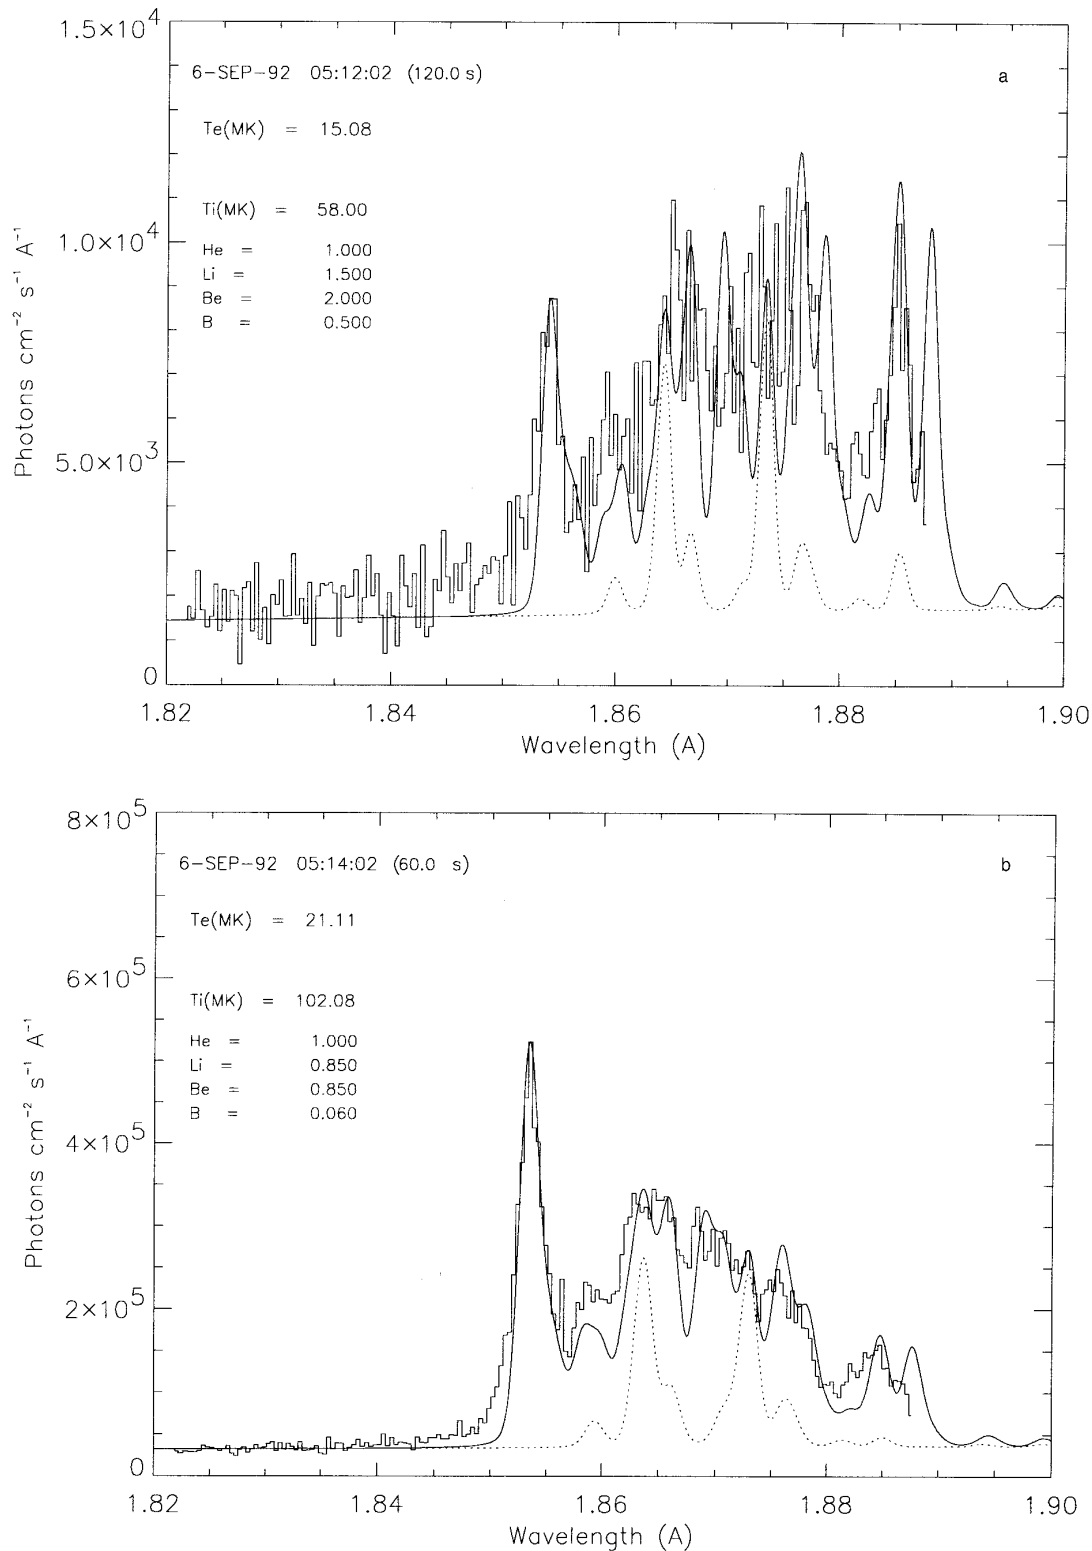 1.5×10⁴
6-SEP-92 05:12:02 (120.0 s)
a
Te(MK) = 15.08
Ti(MK) = 58.00
He = 1.000
Li = 1.500
Be = 2.000
B = 0.500
1.0×10⁴
5.0×10³
0
Photons cm⁻² s⁻¹ A⁻¹
1.82 1.84 1.86 1.88 1.90
Wavelength (A)
8×10⁵
6-SEP-92 05:14:02 (60.0 s)
b
Te(MK) = 21.11
6×10⁵
Ti(MK) = 102.08
He = 1.000
Li = 0.850
Be = 0.850
B = 0.060
4×10⁵
2×10⁵
0
Photons cm⁻² s⁻¹ A⁻¹
1.82 1.84 1.86 1.88 1.90
Wavelength (A)